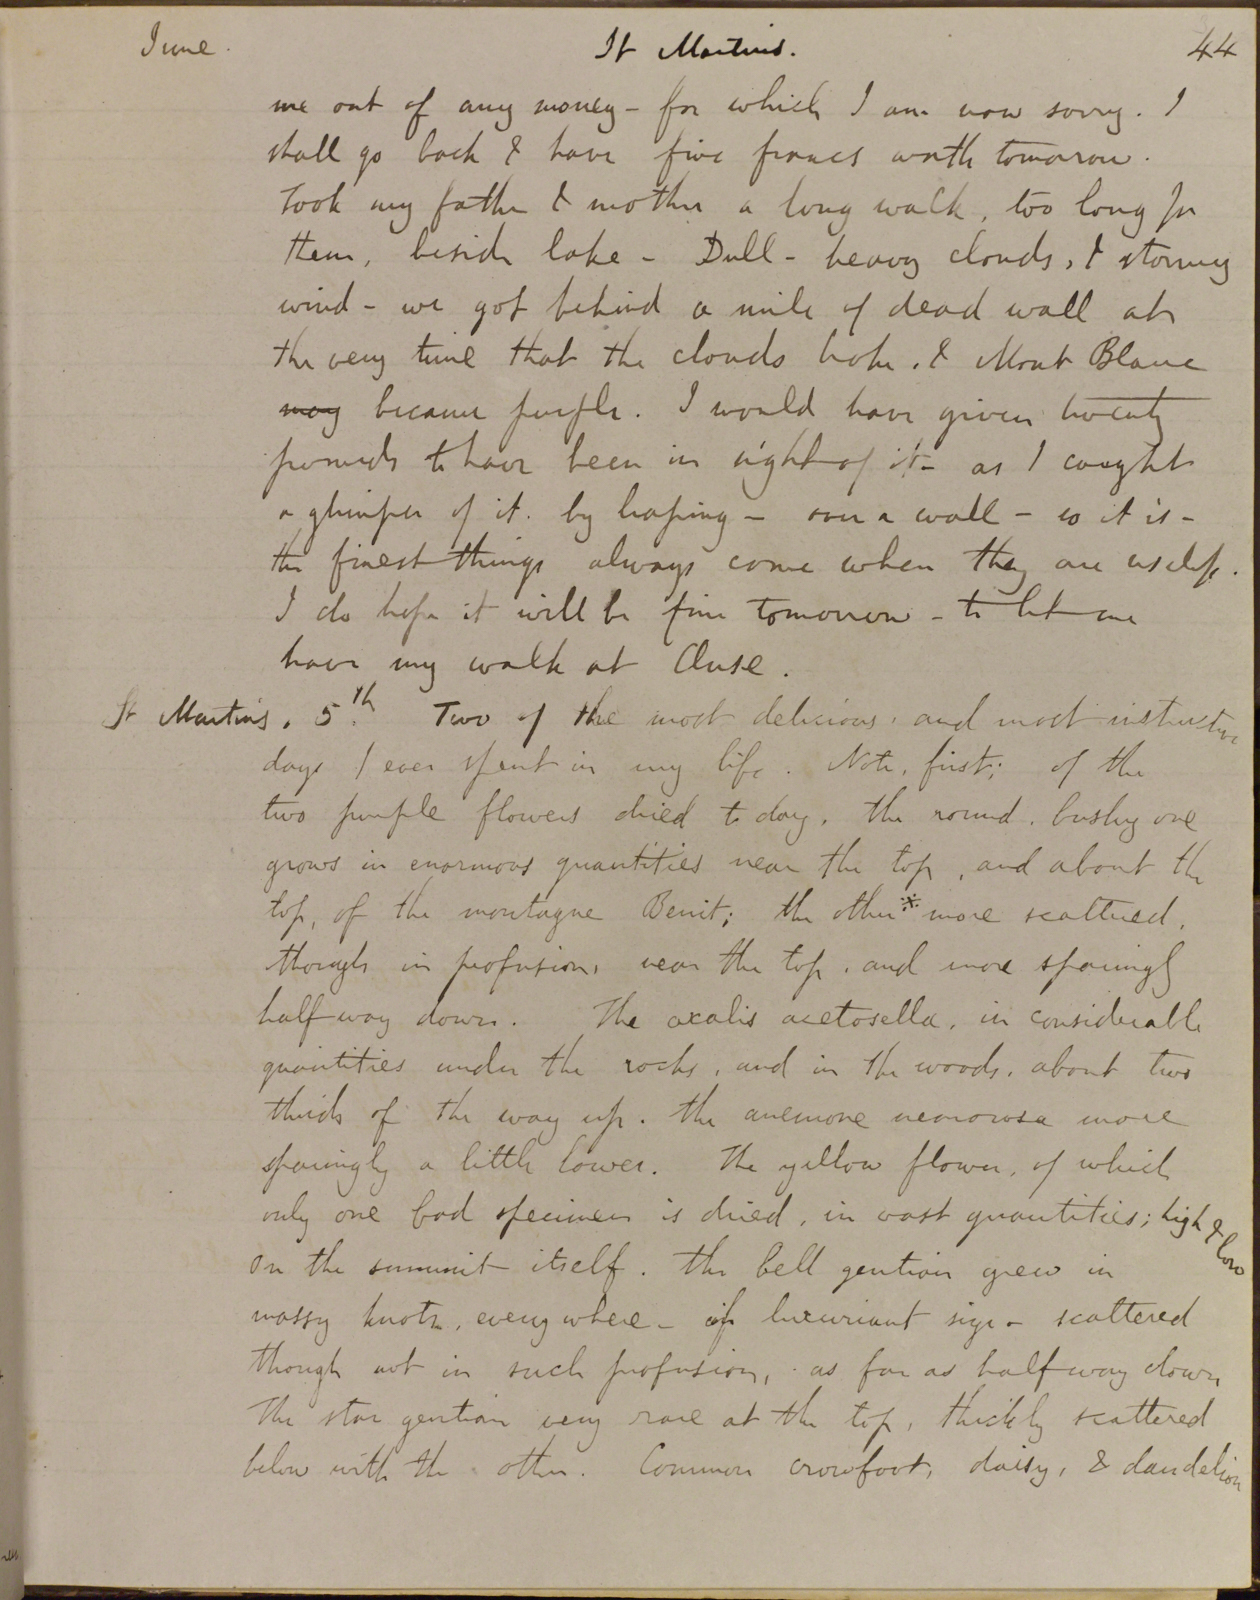 June.
St Martins.
44
me out of any money - for which I am now sorry. I
shall go back & have five francs worth tomorrow.
Took my father & mother a long walk, too long for
them, beside lake - Dull - heavy clouds, & stormy
wind - we got behind a mile of dead wall at
the very time that the clouds broke, & Mont Blanc
may became purple. I would have given twenty
pounds to have been in sight of it - as I caught
a glimpse of it. by leaping - over a wall - so it is -
the finest things always come when they are useless.
I do hope it will be fine tomorrow - to let me
have my walk at Cluse.
St Martins. 5th. Two of the most delicious, and most instructive
days I ever spent in my life. Note, first; of the
two purple flowers dried to day, the round, bushy one
grows in enormous quantities near the top, and about the
top, of the montagne Benit; the other* more scattered,
though in profusion, near the top, and more sparingly
half way down. The oxalis acetosella, in considerable
quantities under the rocks, and in the woods, about two
thirds of the way up. The anemone nemorosa more
sparingly a little lower. The yellow flower, of which
only one bad specimen is dried, in vast quantities; high & low
on the summit itself. The bell gentian grew in
massy knots, everywhere - of luxuriant size - scattered
though not in such profusion, as far as half way down
The star gentian very rare at the top, thickly scattered
below with the other. Common crowfoot, daisy, & dandelion